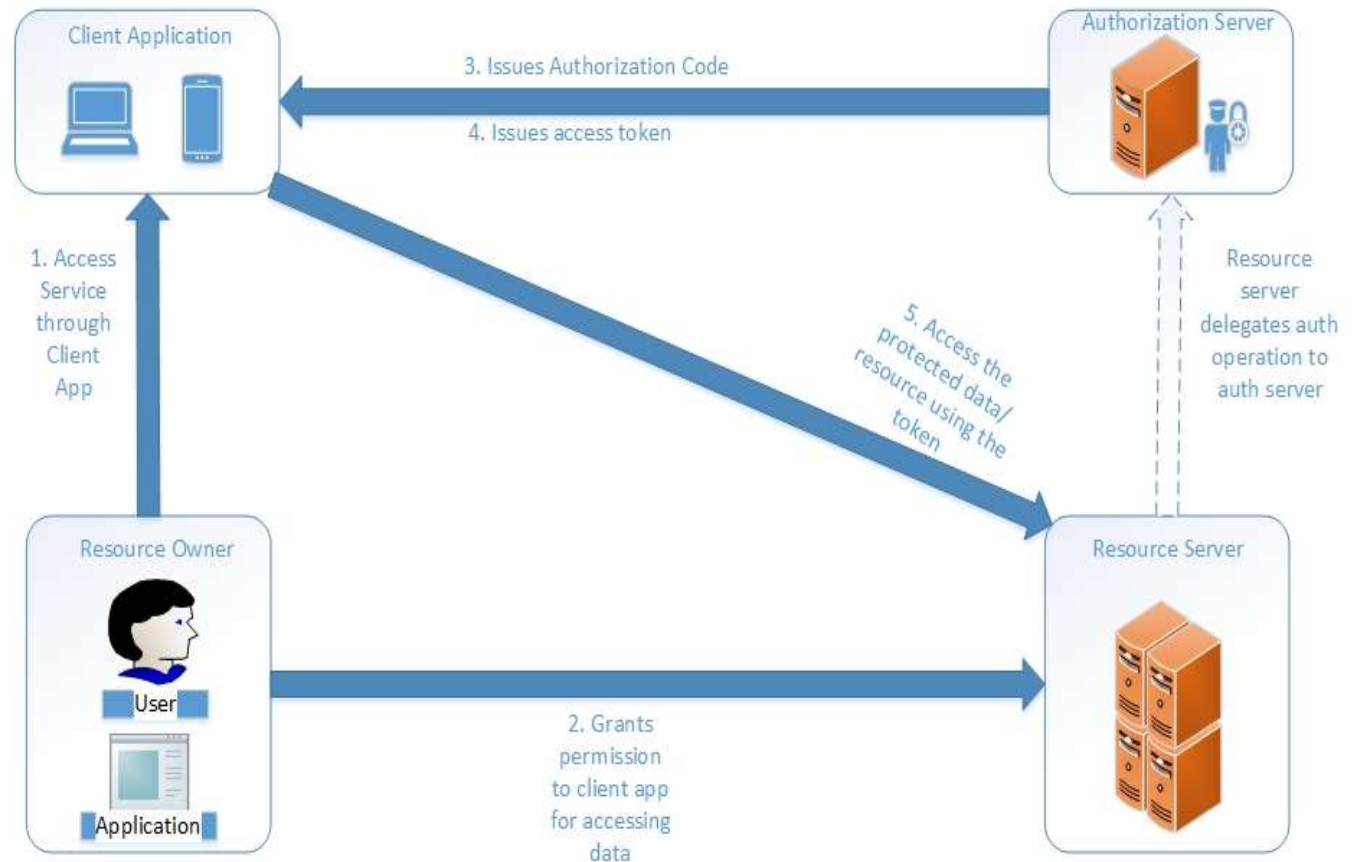 Client Application
Authorization Server
3. Issues Authorization Code
4. Issues access token
1. Access
Service
through
Client
App
Resource
server
delegates auth
operation to
auth server
5. Access the
protected data/
resource using the
token
Resource Owner
User
Application
Resource Server
2. Grants
permission
to client app
for accessing
data